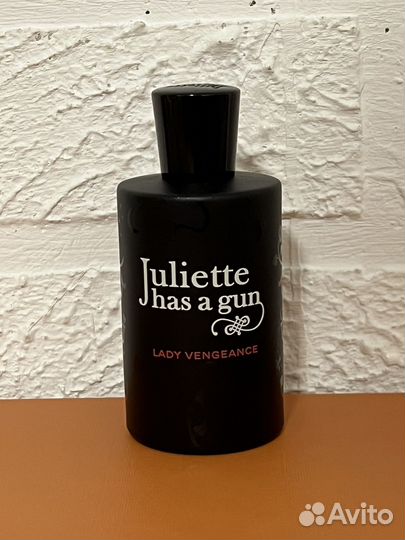 Juliette
has a gun
LADY VENGEANCE
Avito